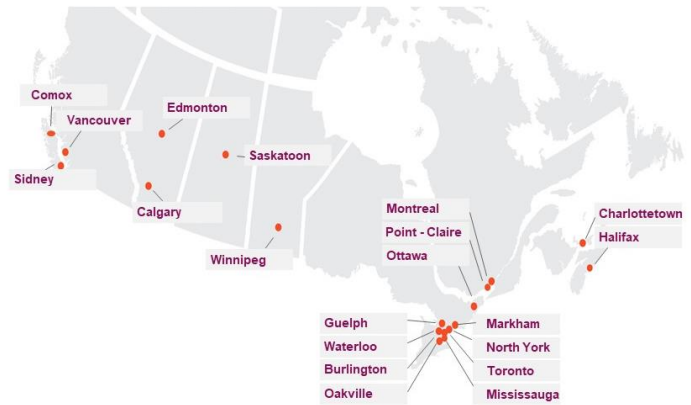 Comox
Vancouver
Edmonton
Saskatoon
Sidney
Calgary
Winnipeg
Montreal
Point - Claire
Ottawa
Charlottetown
Halifax
Guelph
Waterloo
Burlington
Oakville
Markham
North York
Toronto
Mississauga